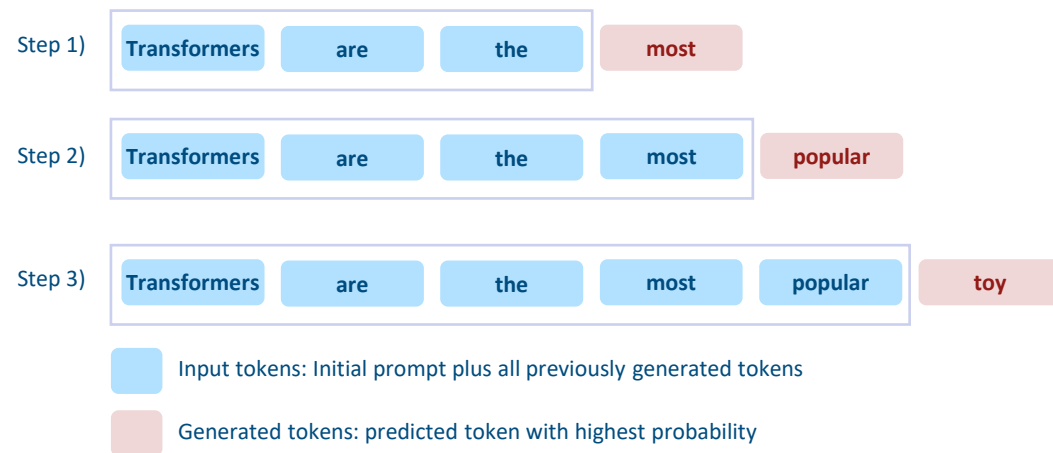 Step 1) Transformers are the most
Step 2) Transformers are the most popular
Step 3) Transformers are the most popular toy
Input tokens: Initial prompt plus all previously generated tokens
Generated tokens: predicted token with highest probability